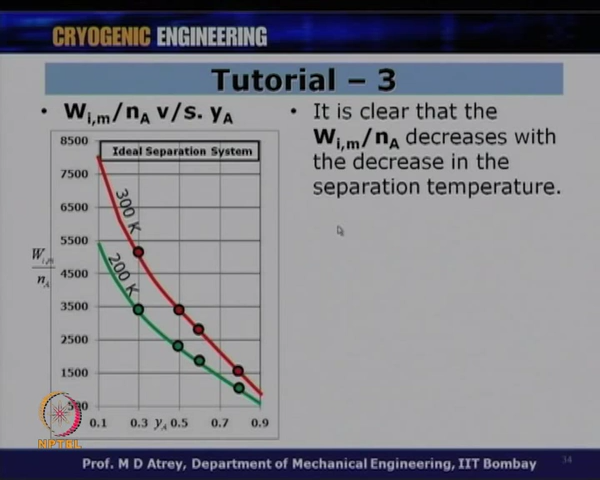 CRYOGENIC ENGINEERING
Tutorial – 3
• Wi,m/nA v/s. yA
• It is clear that the
Wi,m/nA decreases with
the decrease in the
separation temperature.
Ideal Separation System
8500
7500
6500
5500
4500
3500
2500
1500
500
Wi,m
nA
300 K
200 K
0.1 0.3 yA 0.5 0.7 0.9
NPTEL
Prof. M D Atrey, Department of Mechanical Engineering, IIT Bombay
34